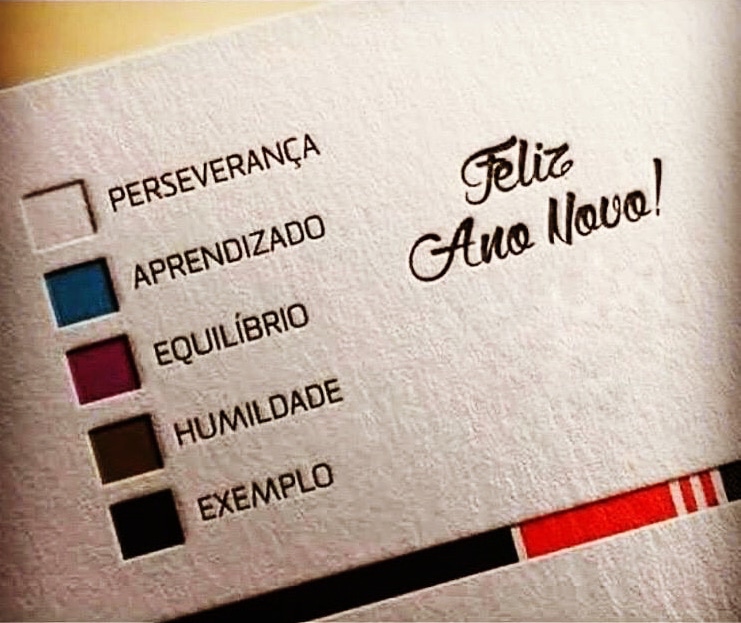 PERSEVERANÇA
APRENDIZADO
EQUILÍBRIO
HUMILDADE
EXEMPLO
Feliz
Ano Novo!